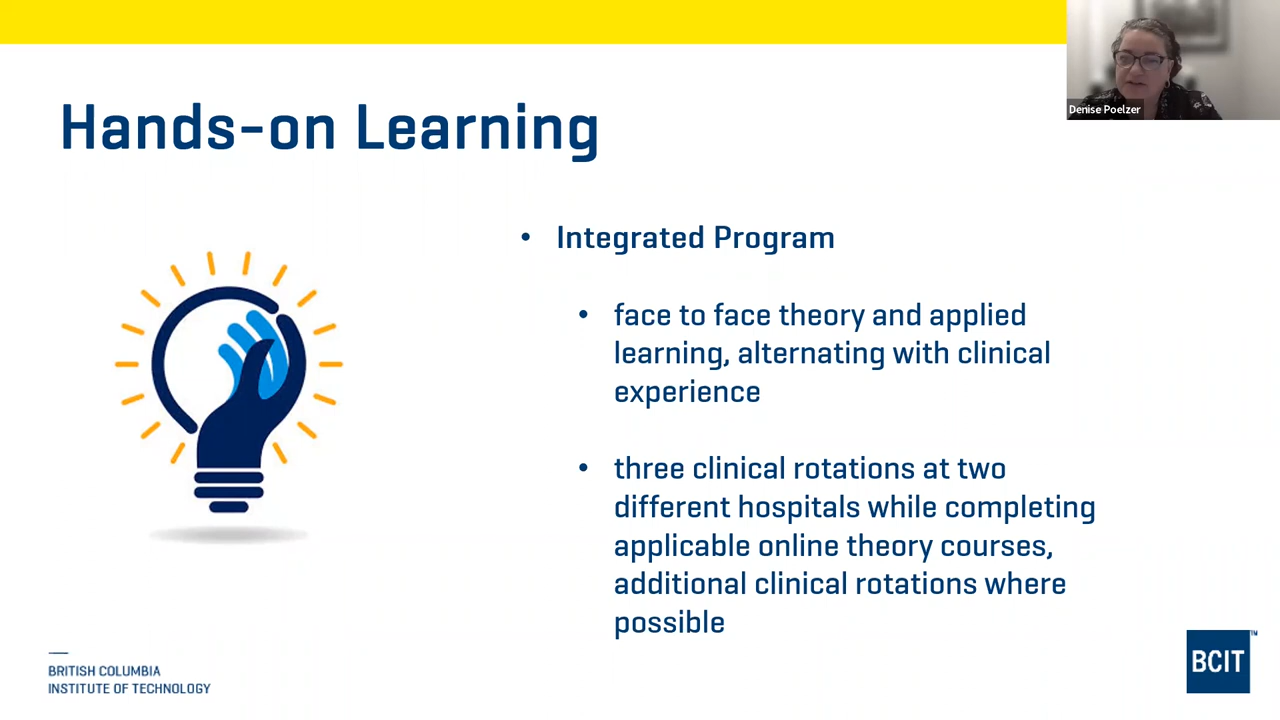 Denise Poelzer
Hands-on Learning
• Integrated Program
• face to face theory and applied
learning, alternating with clinical
experience
• three clinical rotations at two
different hospitals while completing
applicable online theory courses,
additional clinical rotations where
possible
BRITISH COLUMBIA
INSTITUTE OF TECHNOLOGY
BCIT™